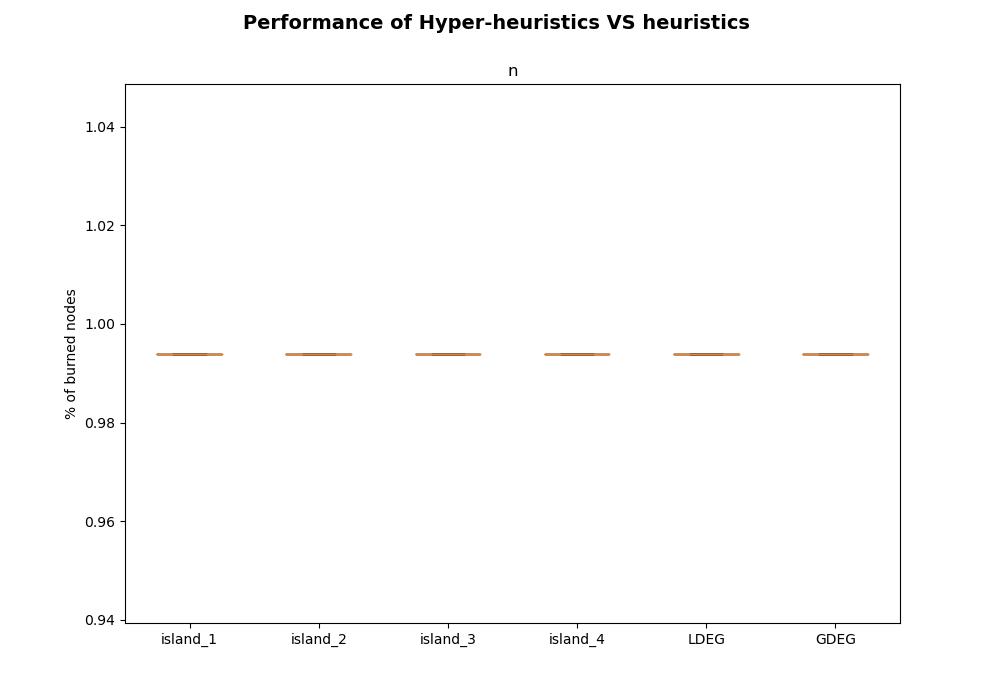 Performance of Hyper-heuristics VS heuristics
n
1.04
1.02
1.00
0.98
0.96
0.94
% of burned nodes
island_1 island_2 island_3 island_4 LDEG GDEG